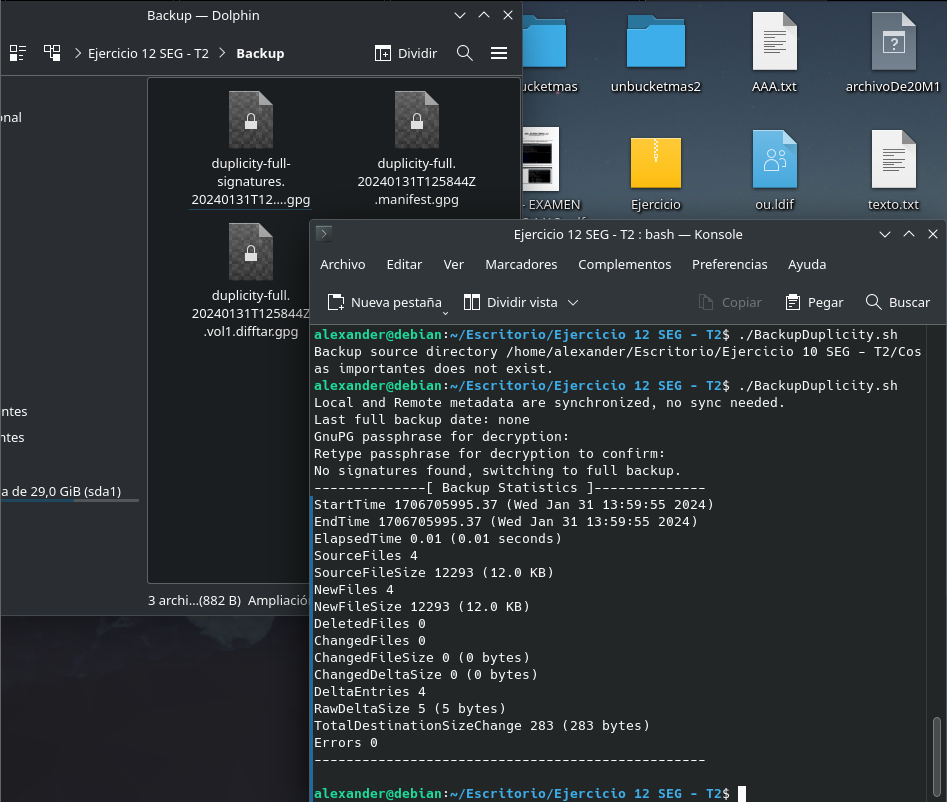 Backup — Dolphin
Ejercicio 12 SEG - T2
Backup
Dividir
onal
duplicity-full-
signatures.
20240131T12....gpg
duplicity-full.
20240131T125844Z
.manifest.gpg
duplicity-full.
20240131T125844Z
.vol1.difftar.gpg
ntes
ntes
a de 29,0 GiB (sda1)
3 archi...(882 B)
Ampliació
ucketmas
unbucketmas2
AAA.txt
archivoDe20M1
- EXAMEN
Ejercicio
ou.ldif
texto.txt
Ejercicio 12 SEG - T2 : bash — Konsole
Archivo Editar Ver Marcadores Complementos Preferencias Ayuda
Nueva pestaña Dividir vista Copiar Pegar Buscar
alexander@debian:~/Escritorio/Ejercicio 12 SEG - T2$ ./BackupDuplicity.sh
Backup source directory /home/alexander/Escritorio/Ejercicio 10 SEG - T2/Cos
as importantes does not exist.
alexander@debian:~/Escritorio/Ejercicio 12 SEG - T2$ ./BackupDuplicity.sh
Local and Remote metadata are synchronized, no sync needed.
Last full backup date: none
GnuPG passphrase for decryption:
Retype passphrase for decryption to confirm:
No signatures found, switching to full backup.
--------------[ Backup Statistics ]--------------
StartTime 1706705995.37 (Wed Jan 31 13:59:55 2024)
EndTime 1706705995.37 (Wed Jan 31 13:59:55 2024)
ElapsedTime 0.01 (0.01 seconds)
SourceFiles 4
SourceFileSize 12293 (12.0 KB)
NewFiles 4
NewFileSize 12293 (12.0 KB)
DeletedFiles 0
ChangedFiles 0
ChangedFileSize 0 (0 bytes)
ChangedDeltaSize 0 (0 bytes)
DeltaEntries 4
RawDeltaSize 5 (5 bytes)
TotalDestinationSizeChange 283 (283 bytes)
Errors 0
-------------------------------------------------
alexander@debian:~/Escritorio/Ejercicio 12 SEG - T2$